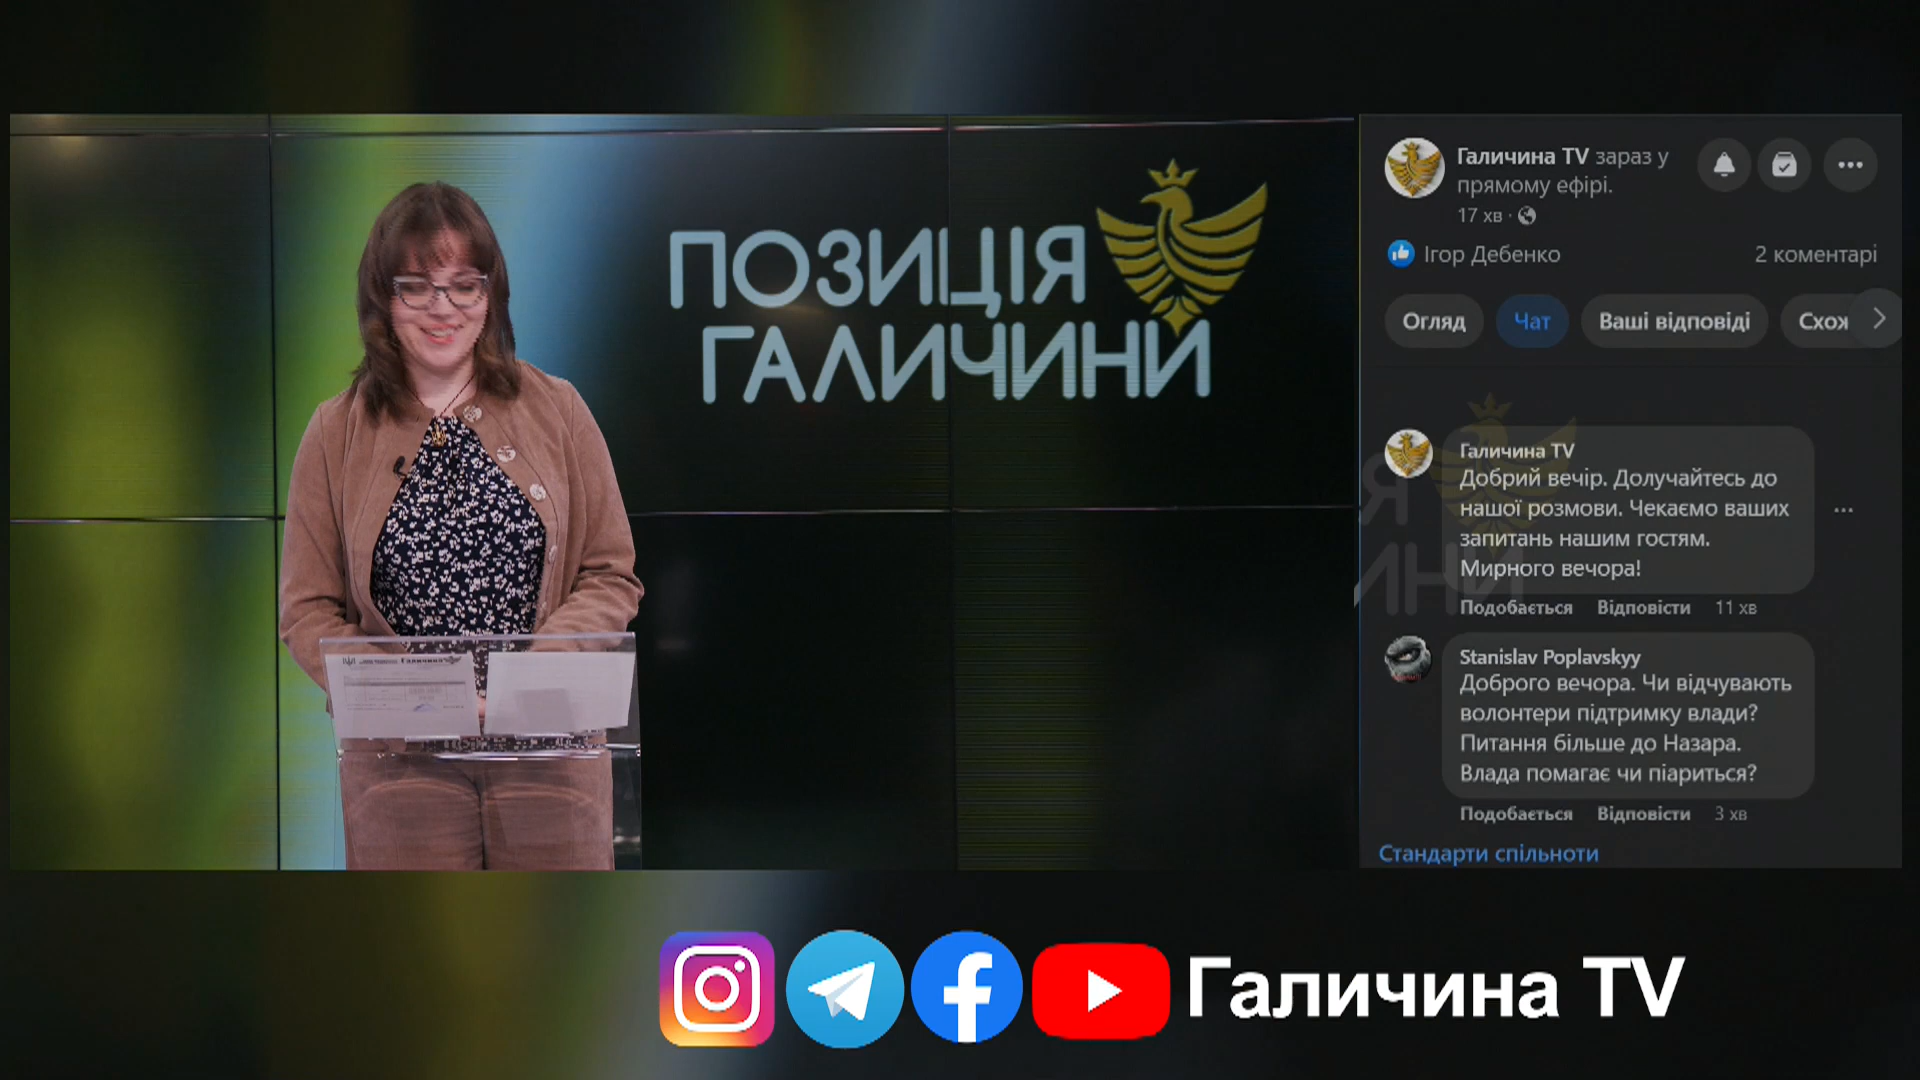 ПОЗИЦІЯ
ГАЛИЧИНИ
Галичина
Галичина TV зараз у
прямому ефірі.
17 хв ·
Ігор Дебенко
2 коментарі
Огляд
Чат
Ваші відповіді
Схож
Галичина TV
Добрий вечір. Долучайтесь до
нашої розмови. Чекаємо ваших
запитань нашим гостям.
Мирного вечора!
Подобається Відповісти 11 хв
Stanislav Poplavskyy
Доброго вечора. Чи відчувають
волонтери підтримку влади?
Питання більше до Назара.
Влада помагає чи піариться?
Подобається Відповісти 3 хв
Стандарти спільноти
Галичина TV